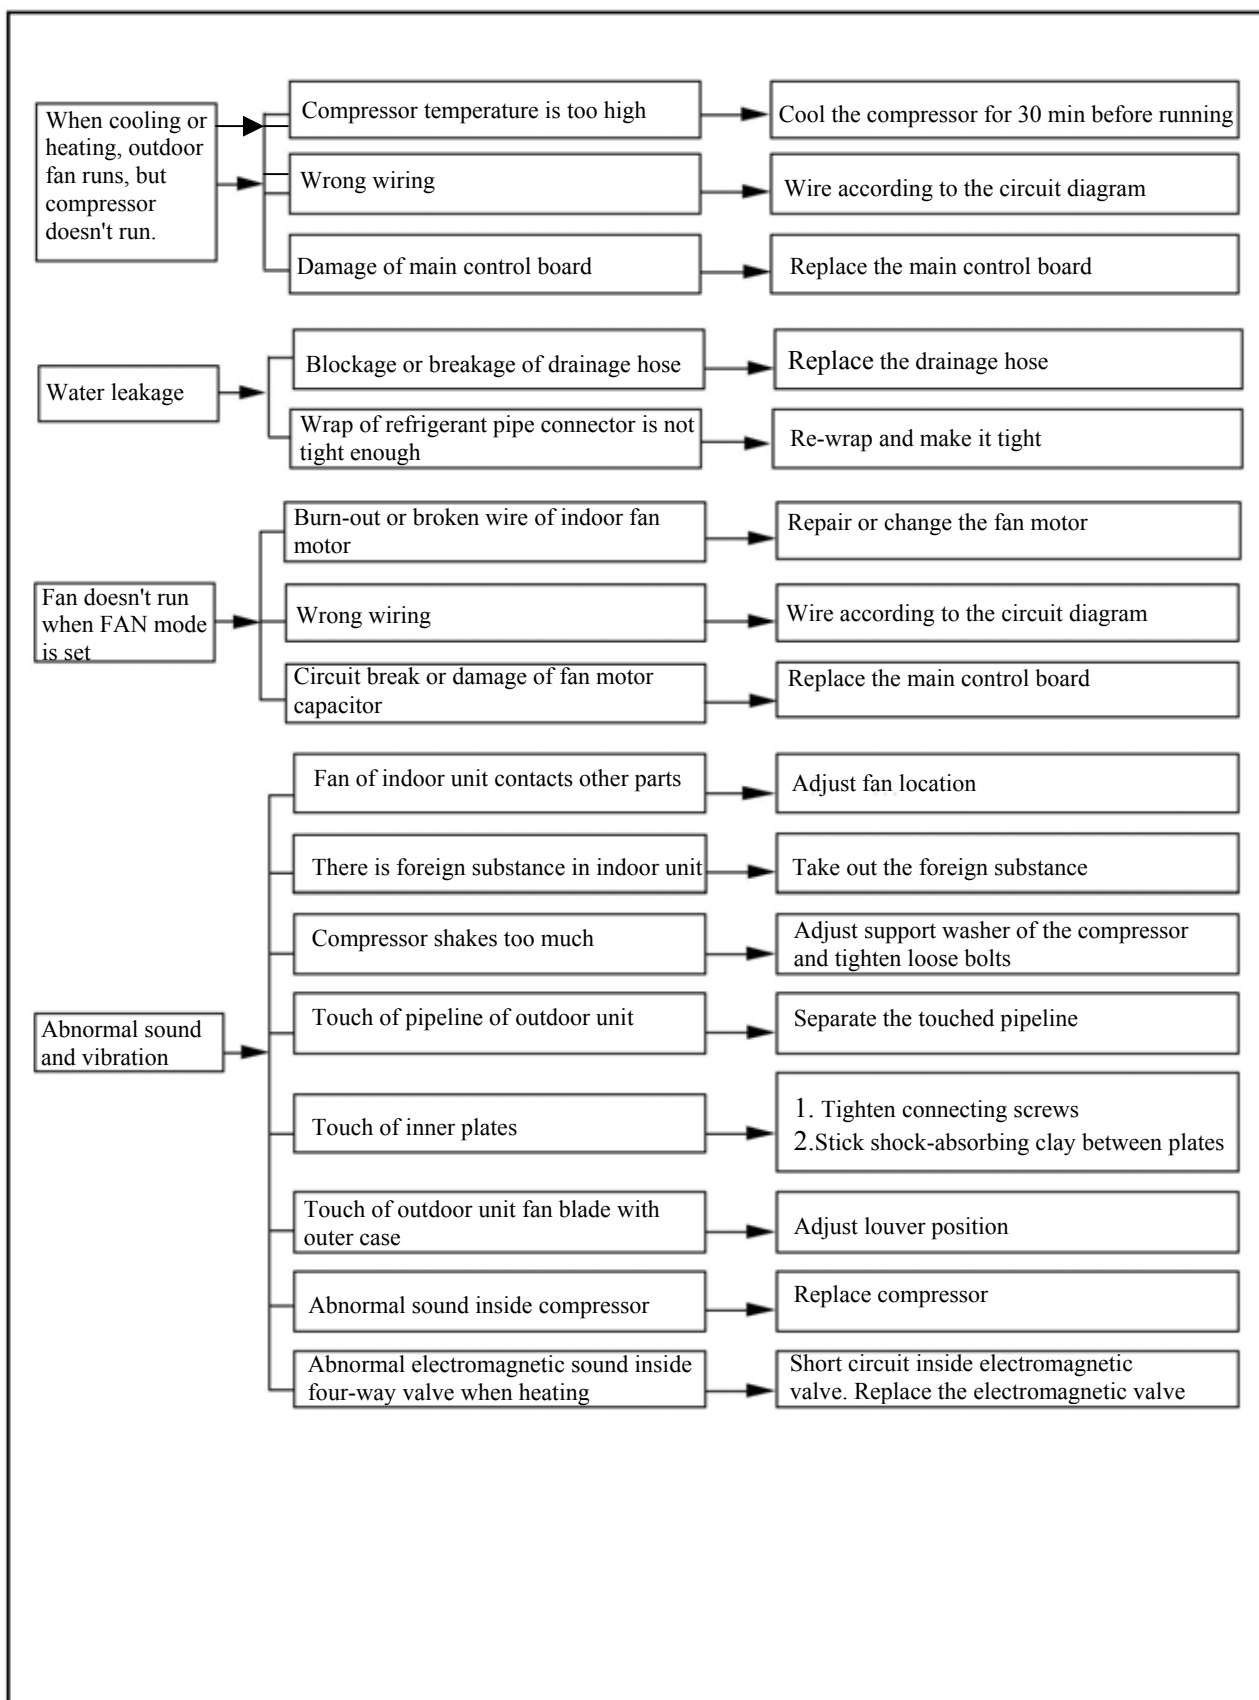 When cooling or
heating, outdoor
fan runs, but
compressor
doesn't run.
Compressor temperature is too high
Cool the compressor for 30 min before running
Wrong wiring
Wire according to the circuit diagram
Damage of main control board
Replace the main control board
Water leakage
Blockage or breakage of drainage hose
Replace the drainage hose
Wrap of refrigerant pipe connector is not
tight enough
Re-wrap and make it tight
Fan doesn't run
when FAN mode
is set
Burn-out or broken wire of indoor fan
motor
Repair or change the fan motor
Wrong wiring
Wire according to the circuit diagram
Circuit break or damage of fan motor
capacitor
Replace the main control board
Abnormal sound
and vibration
Fan of indoor unit contacts other parts
Adjust fan location
There is foreign substance in indoor unit
Take out the foreign substance
Compressor shakes too much
Adjust support washer of the compressor
and tighten loose bolts
Touch of pipeline of outdoor unit
Separate the touched pipeline
Touch of inner plates
1. Tighten connecting screws
2.Stick shock-absorbing clay between plates
Touch of outdoor unit fan blade with
outer case
Adjust louver position
Abnormal sound inside compressor
Replace compressor
Abnormal electromagnetic sound inside
four-way valve when heating
Short circuit inside electromagnetic
valve. Replace the electromagnetic valve